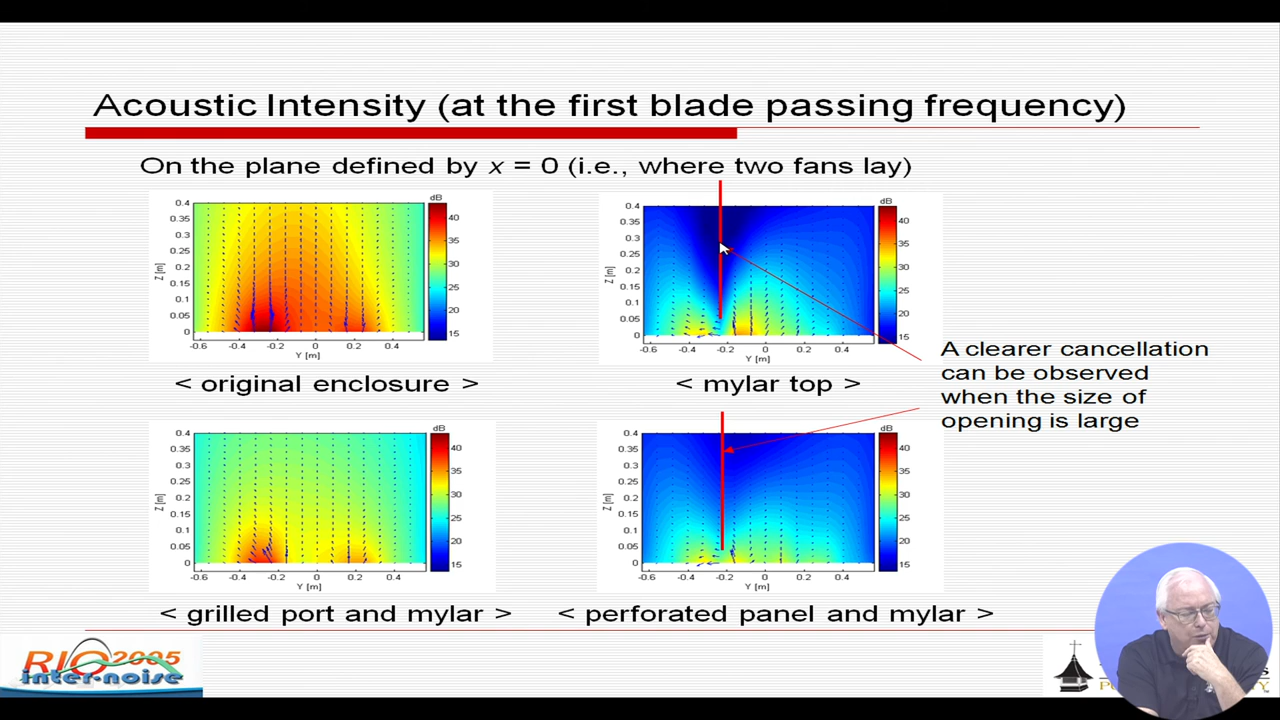 Acoustic Intensity (at the first blade passing frequency)
On the plane defined by x = 0 (i.e., where two fans lay)
dB
0.4
0.35
0.3
0.25
0.2
0.15
0.1
0.05
0
Z [m]
-0.6 -0.4 -0.2 0 0.2 0.4
Y [m]
40
35
30
25
20
15
< original enclosure >
dB
0.4
0.35
0.3
0.25
0.2
0.15
0.1
0.05
0
Z [m]
-0.6 -0.4 -0.2 0 0.2 0.4
Y [m]
40
35
30
25
20
15
< mylar top >
A clearer cancellation
can be observed
when the size of
opening is large
dB
0.4
0.35
0.3
0.25
0.2
0.15
0.1
0.05
0
Z [m]
-0.6 -0.4 -0.2 0 0.2 0.4
Y [m]
40
35
30
25
20
15
< grilled port and mylar >
dB
0.4
0.35
0.3
0.25
0.2
0.15
0.1
0.05
0
Z [m]
-0.6 -0.4 -0.2 0 0.2 0.4
Y [m]
40
35
30
25
20
15
< perforated panel and mylar >
RIO 2005
inter-noise